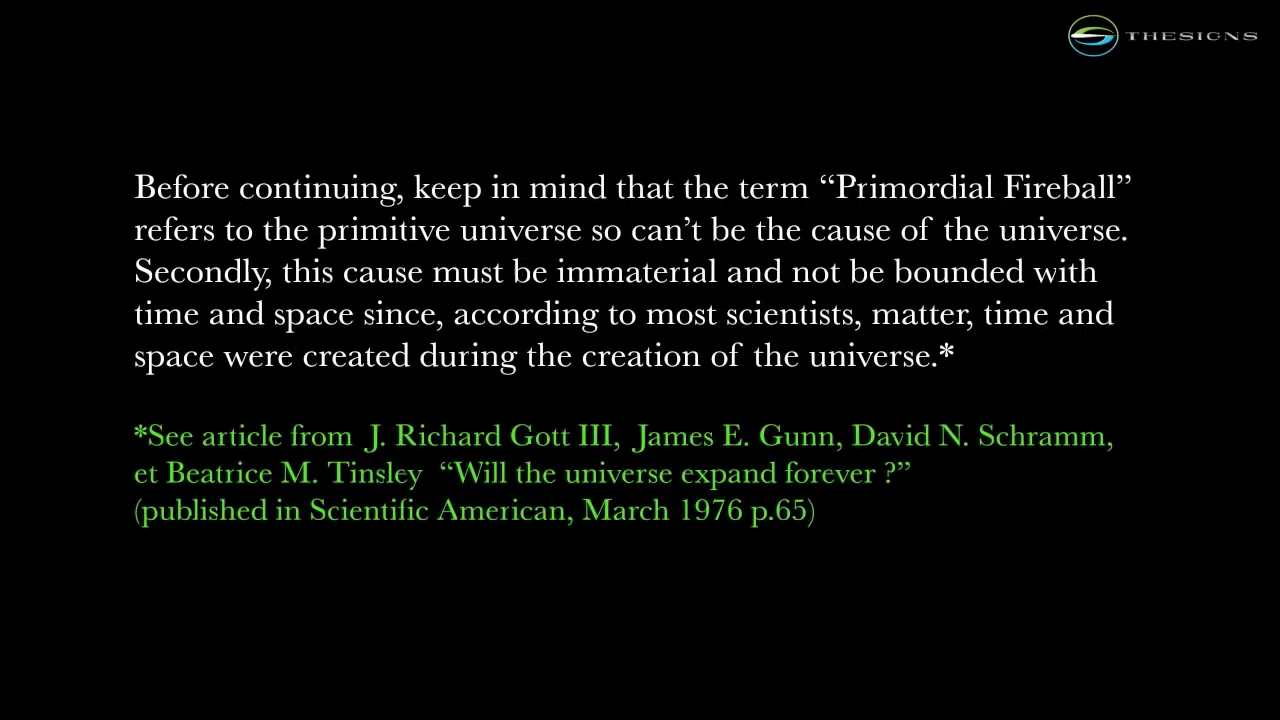 THESIGNS
Before continuing, keep in mind that the term “Primordial Fireball”
refers to the primitive universe so can’t be the cause of the universe.
Secondly, this cause must be immaterial and not be bounded with
time and space since, according to most scientists, matter, time and
space were created during the creation of the universe.*
*See article from J. Richard Gott III, James E. Gunn, David N. Schramm,
et Beatrice M. Tinsley “Will the universe expand forever ?”
(published in Scientific American, March 1976 p.65)